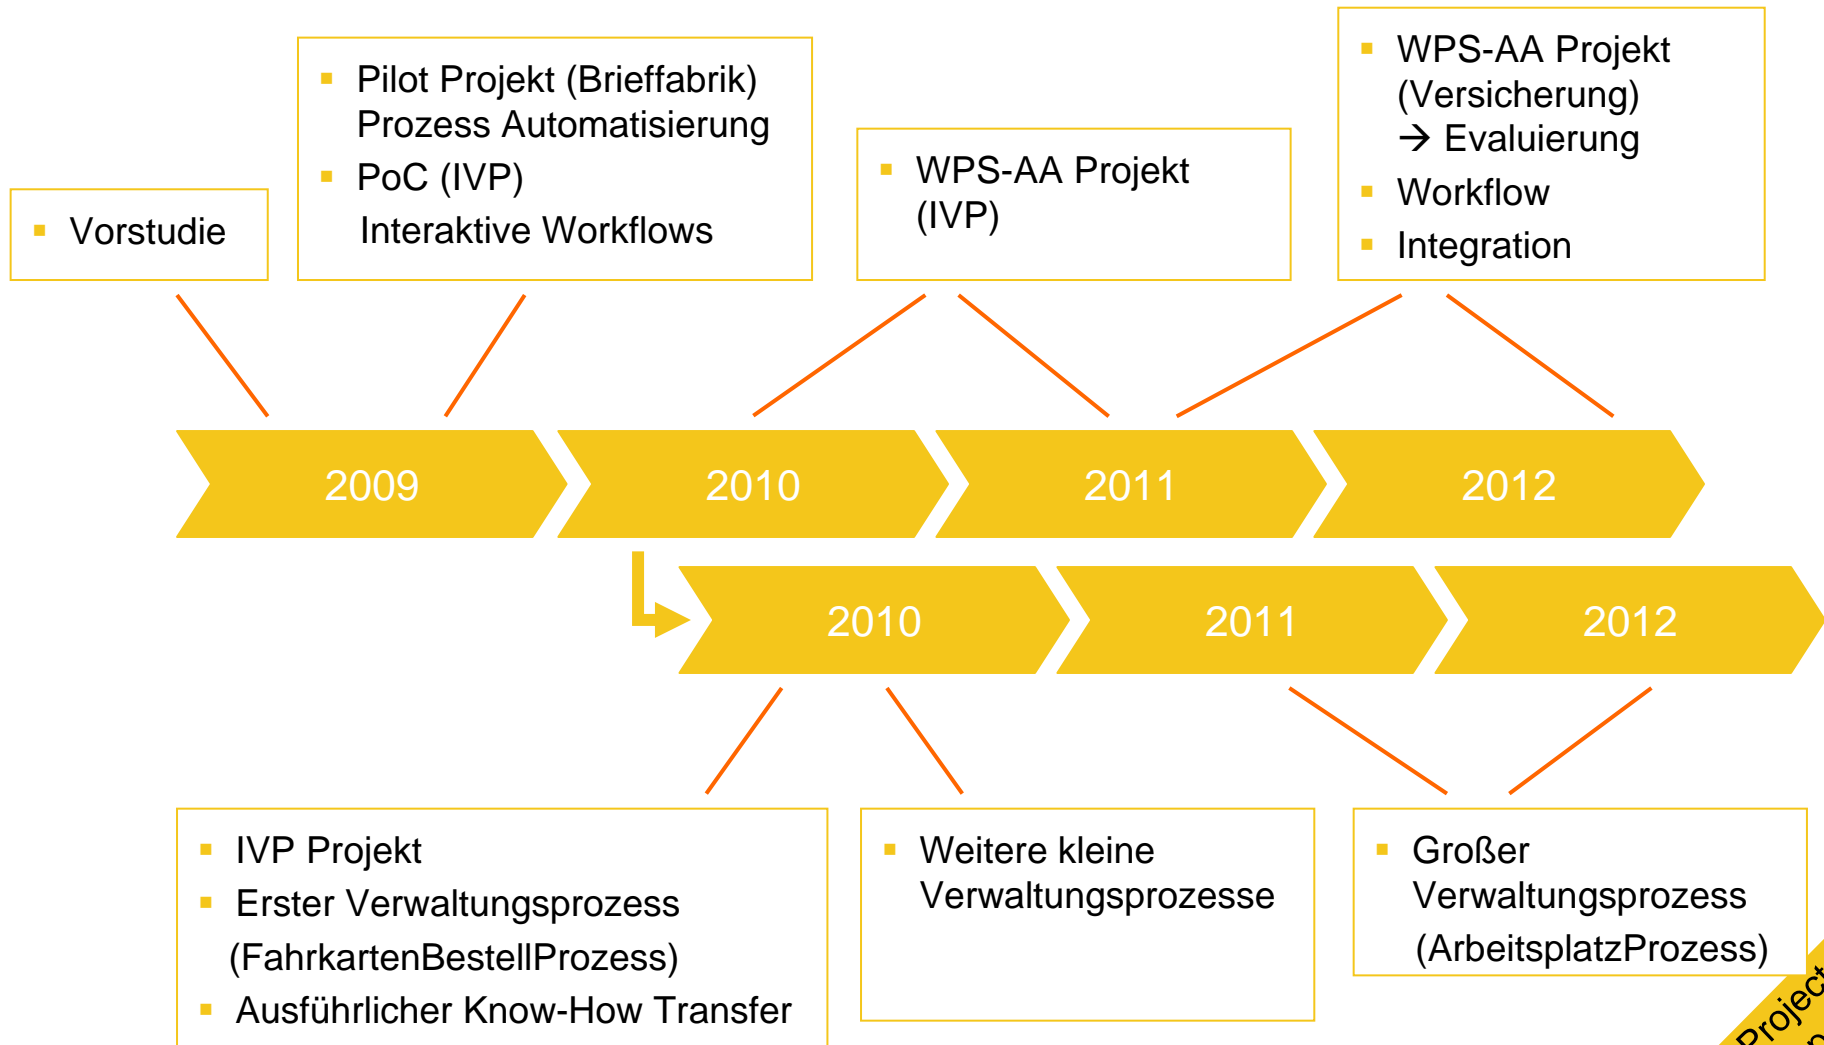 Vorstudie
Pilot Projekt (Brieffabrik)
Prozess Automatisierung
PoC (IVP)
Interaktive Workflows
WPS-AA Projekt
(IVP)
WPS-AA Projekt
(Versicherung)
→ Evaluierung
Workflow
Integration
2009
2010
2011
2012
2010
2011
2012
IVP Projekt
Erster Verwaltungsprozess
(FahrkartenBestellProzess)
Ausführlicher Know-How Transfer
Weitere kleine
Verwaltungsprozesse
Großer
Verwaltungsprozess
(ArbeitsplatzProzess)
Project